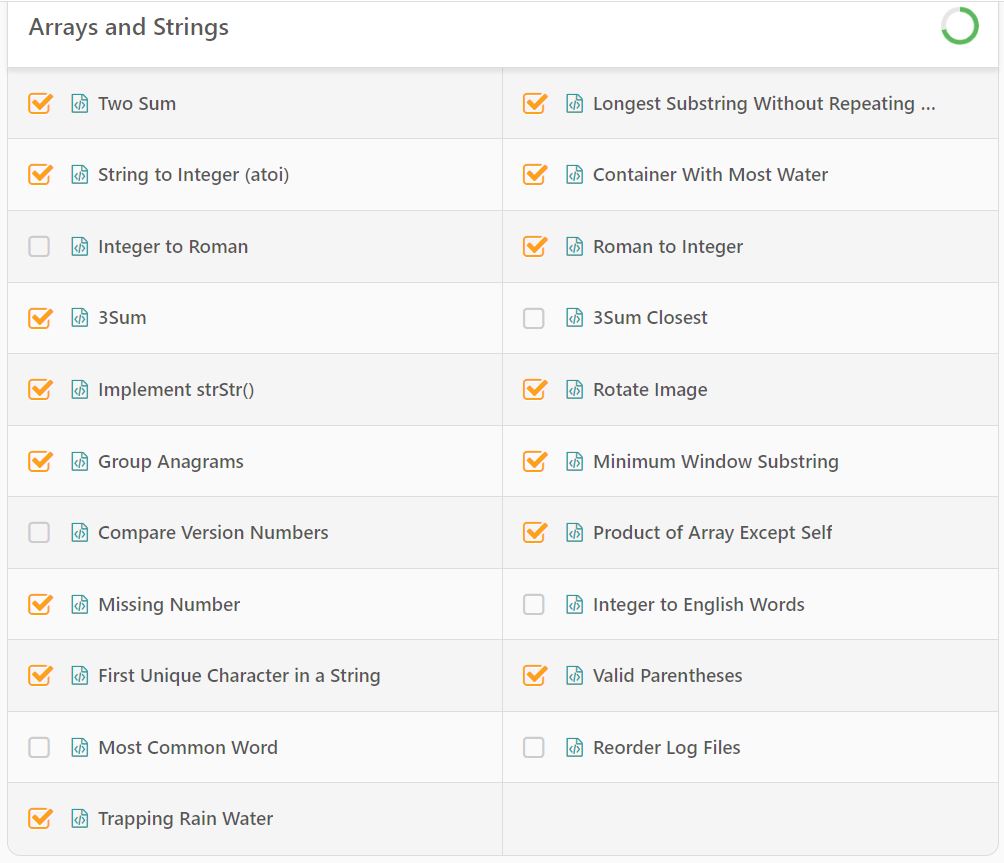 Arrays and Strings
Two Sum
Longest Substring Without Repeating ...
String to Integer (atoi)
Container With Most Water
Integer to Roman
Roman to Integer
3Sum
3Sum Closest
Implement strStr()
Rotate Image
Group Anagrams
Minimum Window Substring
Compare Version Numbers
Product of Array Except Self
Missing Number
Integer to English Words
First Unique Character in a String
Valid Parentheses
Most Common Word
Reorder Log Files
Trapping Rain Water